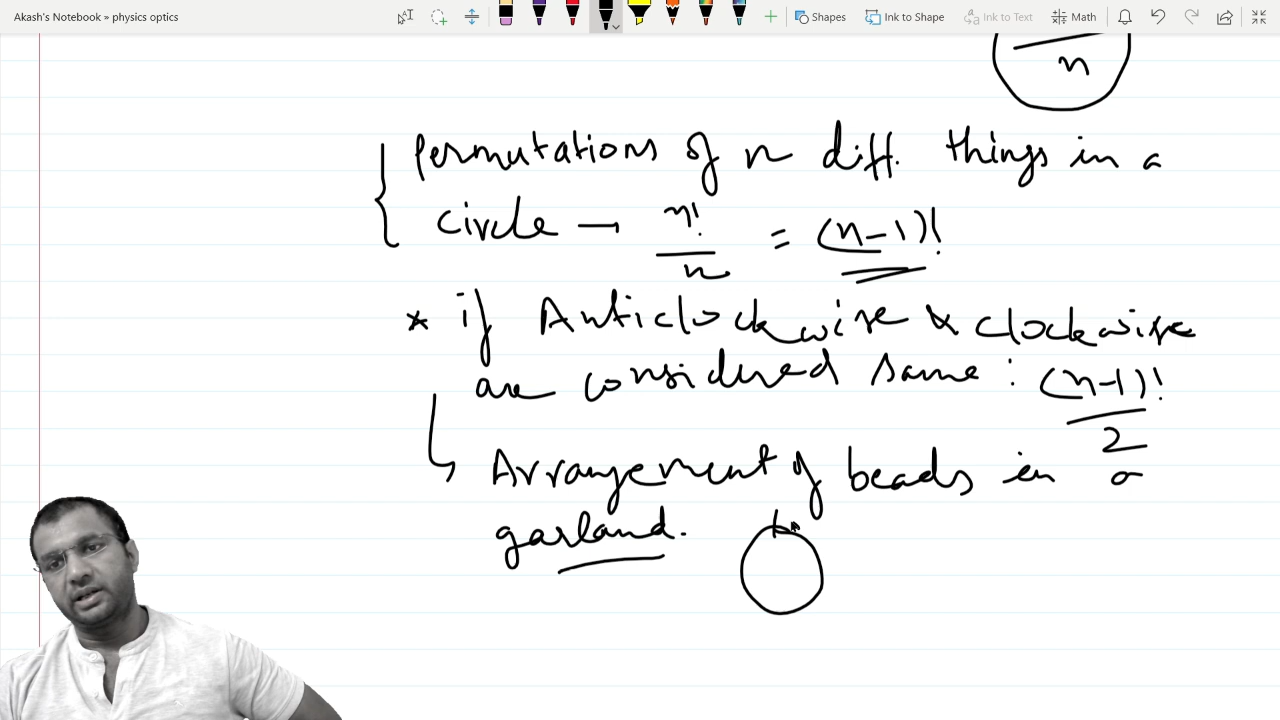 Akash's Notebook » physics optics
Shapes
Ink to Shape
Ink to Text
Math
n
Permutations of n diff. things in a
circle → n!/n = (n-1)!
* if Anticlockwise & clockwise
are considered same : (n-1)!/2
↳ Arrangement of beads in a
garland.